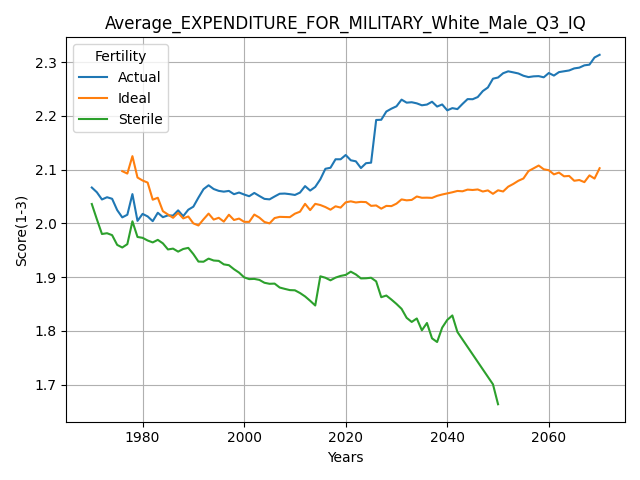 Average_EXPENDITURE_FOR_MILITARY_White_Male_Q3_IQ
Fertility
Actual
Ideal
Sterile
Score(1-3)
2.3
2.2
2.1
2.0
1.9
1.8
1.7
1980
2000
2020
2040
2060
Years